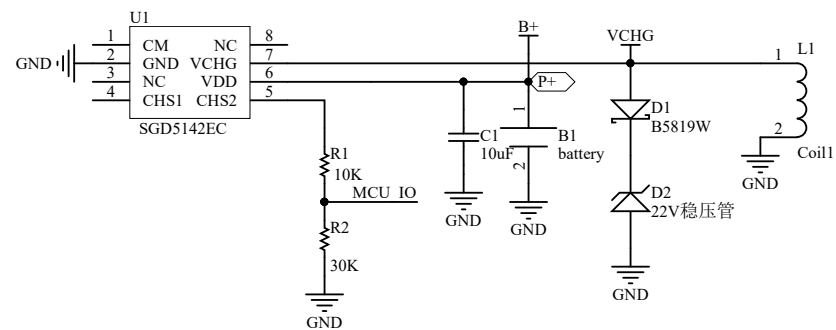 U1
1 CM NC 8
GND 2 GND VCHG 7
3 NC VDD 6
4 CHS1 CHS2 5
SGD5142EC
B+
P+
VCHG
L1
1
2
Coil1
GND
R1
10K
MCU_IO
R2
30K
GND
C1
10uF
GND
1
B1
battery
2
GND
D1
B5819W
D2
22V稳压管
GND